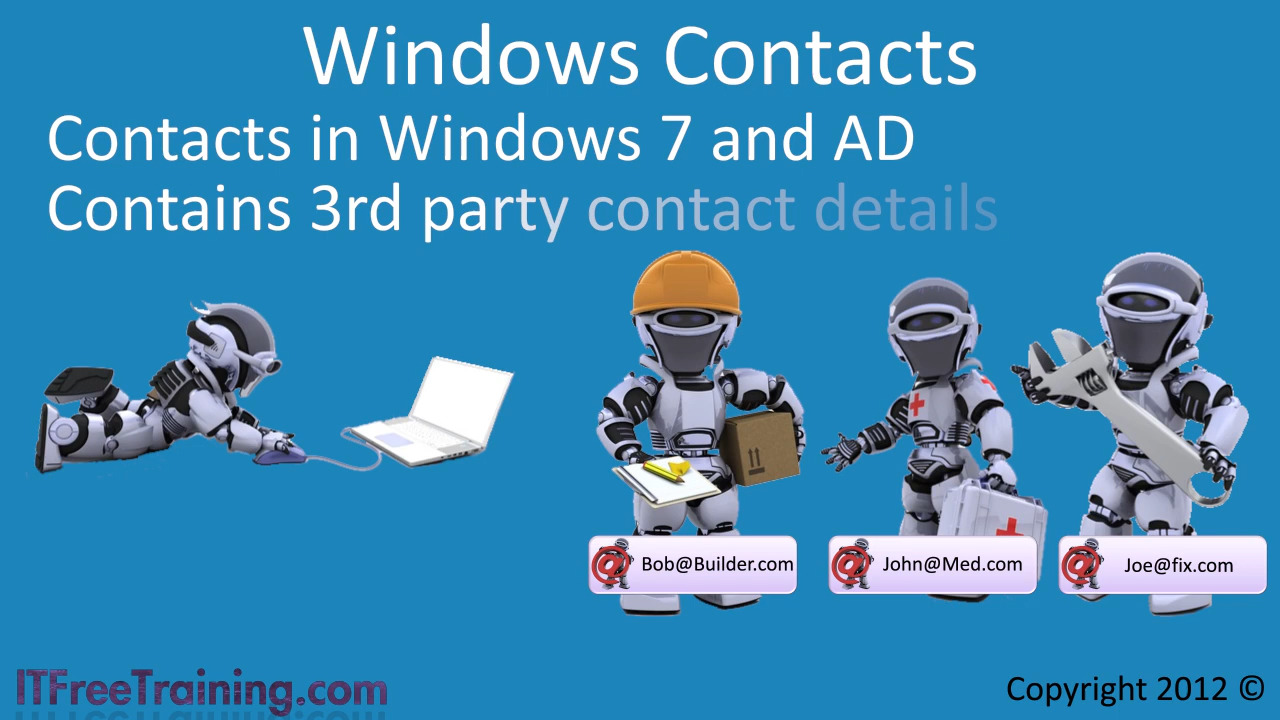 Windows Contacts
Contacts in Windows 7 and AD
Contains 3rd party contact details
Bob@Builder.com
John@Med.com
Joe@fix.com
ITFreeTraining.com
Copyright 2012 ©